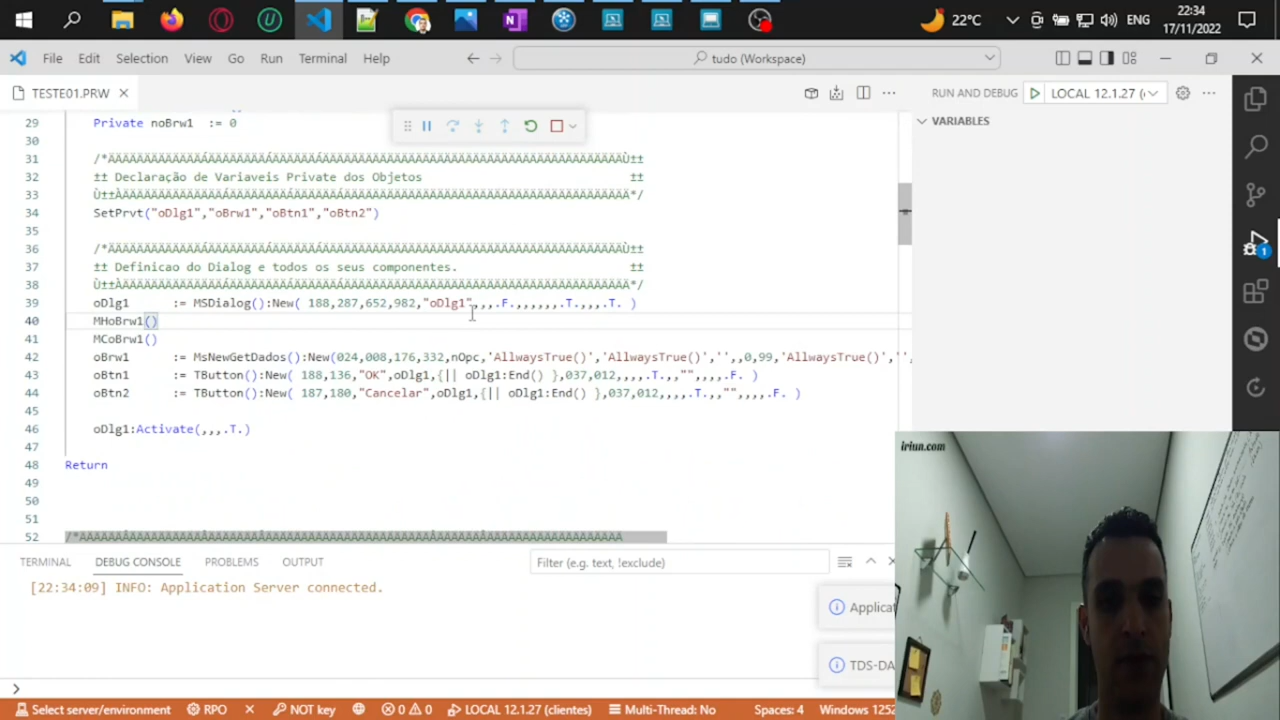 22°C
ENG
22:34
17/11/2022
File Edit Selection View Go Run Terminal Help
tudo (Workspace)
TESTE01.PRW
RUN AND DEBUG
LOCAL 12.1.27 (
VARIABLES
29 Private noBrw1 := 0
30
31
32 ±± Declaração de Variaveis Private dos Objetos ±±
33
34 SetPrvt("oDlg1","oBrw1","oBtn1","oBtn2")
35
36
37 ±± Definicao do Dialog e todos os seus componentes. ±±
38
39 oDlg1 := MSDialog():New( 188,287,652,982,"oDlg1",,,.F.,,,,,,.T.,,,.T. )
40 MHoBrw1()
41 MCoBrw1()
42 oBrw1 := MsNewGetDados():New(024,008,176,332,nOpc,'AllwaysTrue()','AllwaysTrue()','',,0,99,'AllwaysTrue()','',
43 oBtn1 := TButton():New( 188,136,"OK",oDlg1,{|| oDlg1:End() },037,012,,,,.T.,,"",,,,.F. )
44 oBtn2 := TButton():New( 187,180,"Cancelar",oDlg1,{|| oDlg1:End() },037,012,,,,.T.,,"",,,,.F. )
45
46 oDlg1:Activate(,,,.T.)
47
48 Return
49
50
51
52
TERMINAL DEBUG CONSOLE PROBLEMS OUTPUT
Filter (e.g. text, !exclude)
[22:34:09] INFO: Application Server connected.
Applicat
TDS-DA
iriun.com
Select server/environment
RPO
NOT key
0
0
LOCAL 12.1.27 (clientes)
Multi-Thread: No
Spaces: 4
Windows 1252